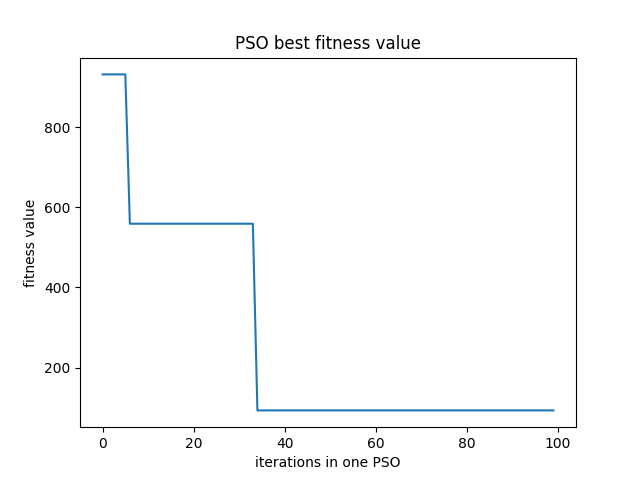 PSO best fitness value
fitness value
800
600
400
200
0 20 40 60 80 100
iterations in one PSO